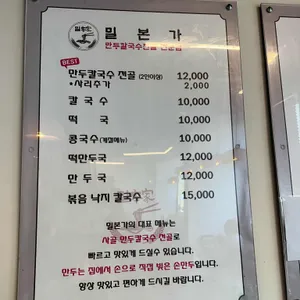 밀본家
밀 본 가
만두칼국수전골 전문점
BEST
만두칼국수 전골 (2인이상) 12,000
*사리추가 2,000
칼 국 수 10,000
떡 국 10,000
콩국수(계절메뉴) 10,000
떡만두국 12,000
만 두 국 12,000
볶음 낙지 칼국수 15,000
밀본가의 대표 메뉴는
사골 만두칼국수 전골로
빠르고 맛있게 드실수 있습니다.
만두는 집에서 손으로 직접 빚은 손만두입니다.
항상 맛있고 편하게 드시길 바랍니다.